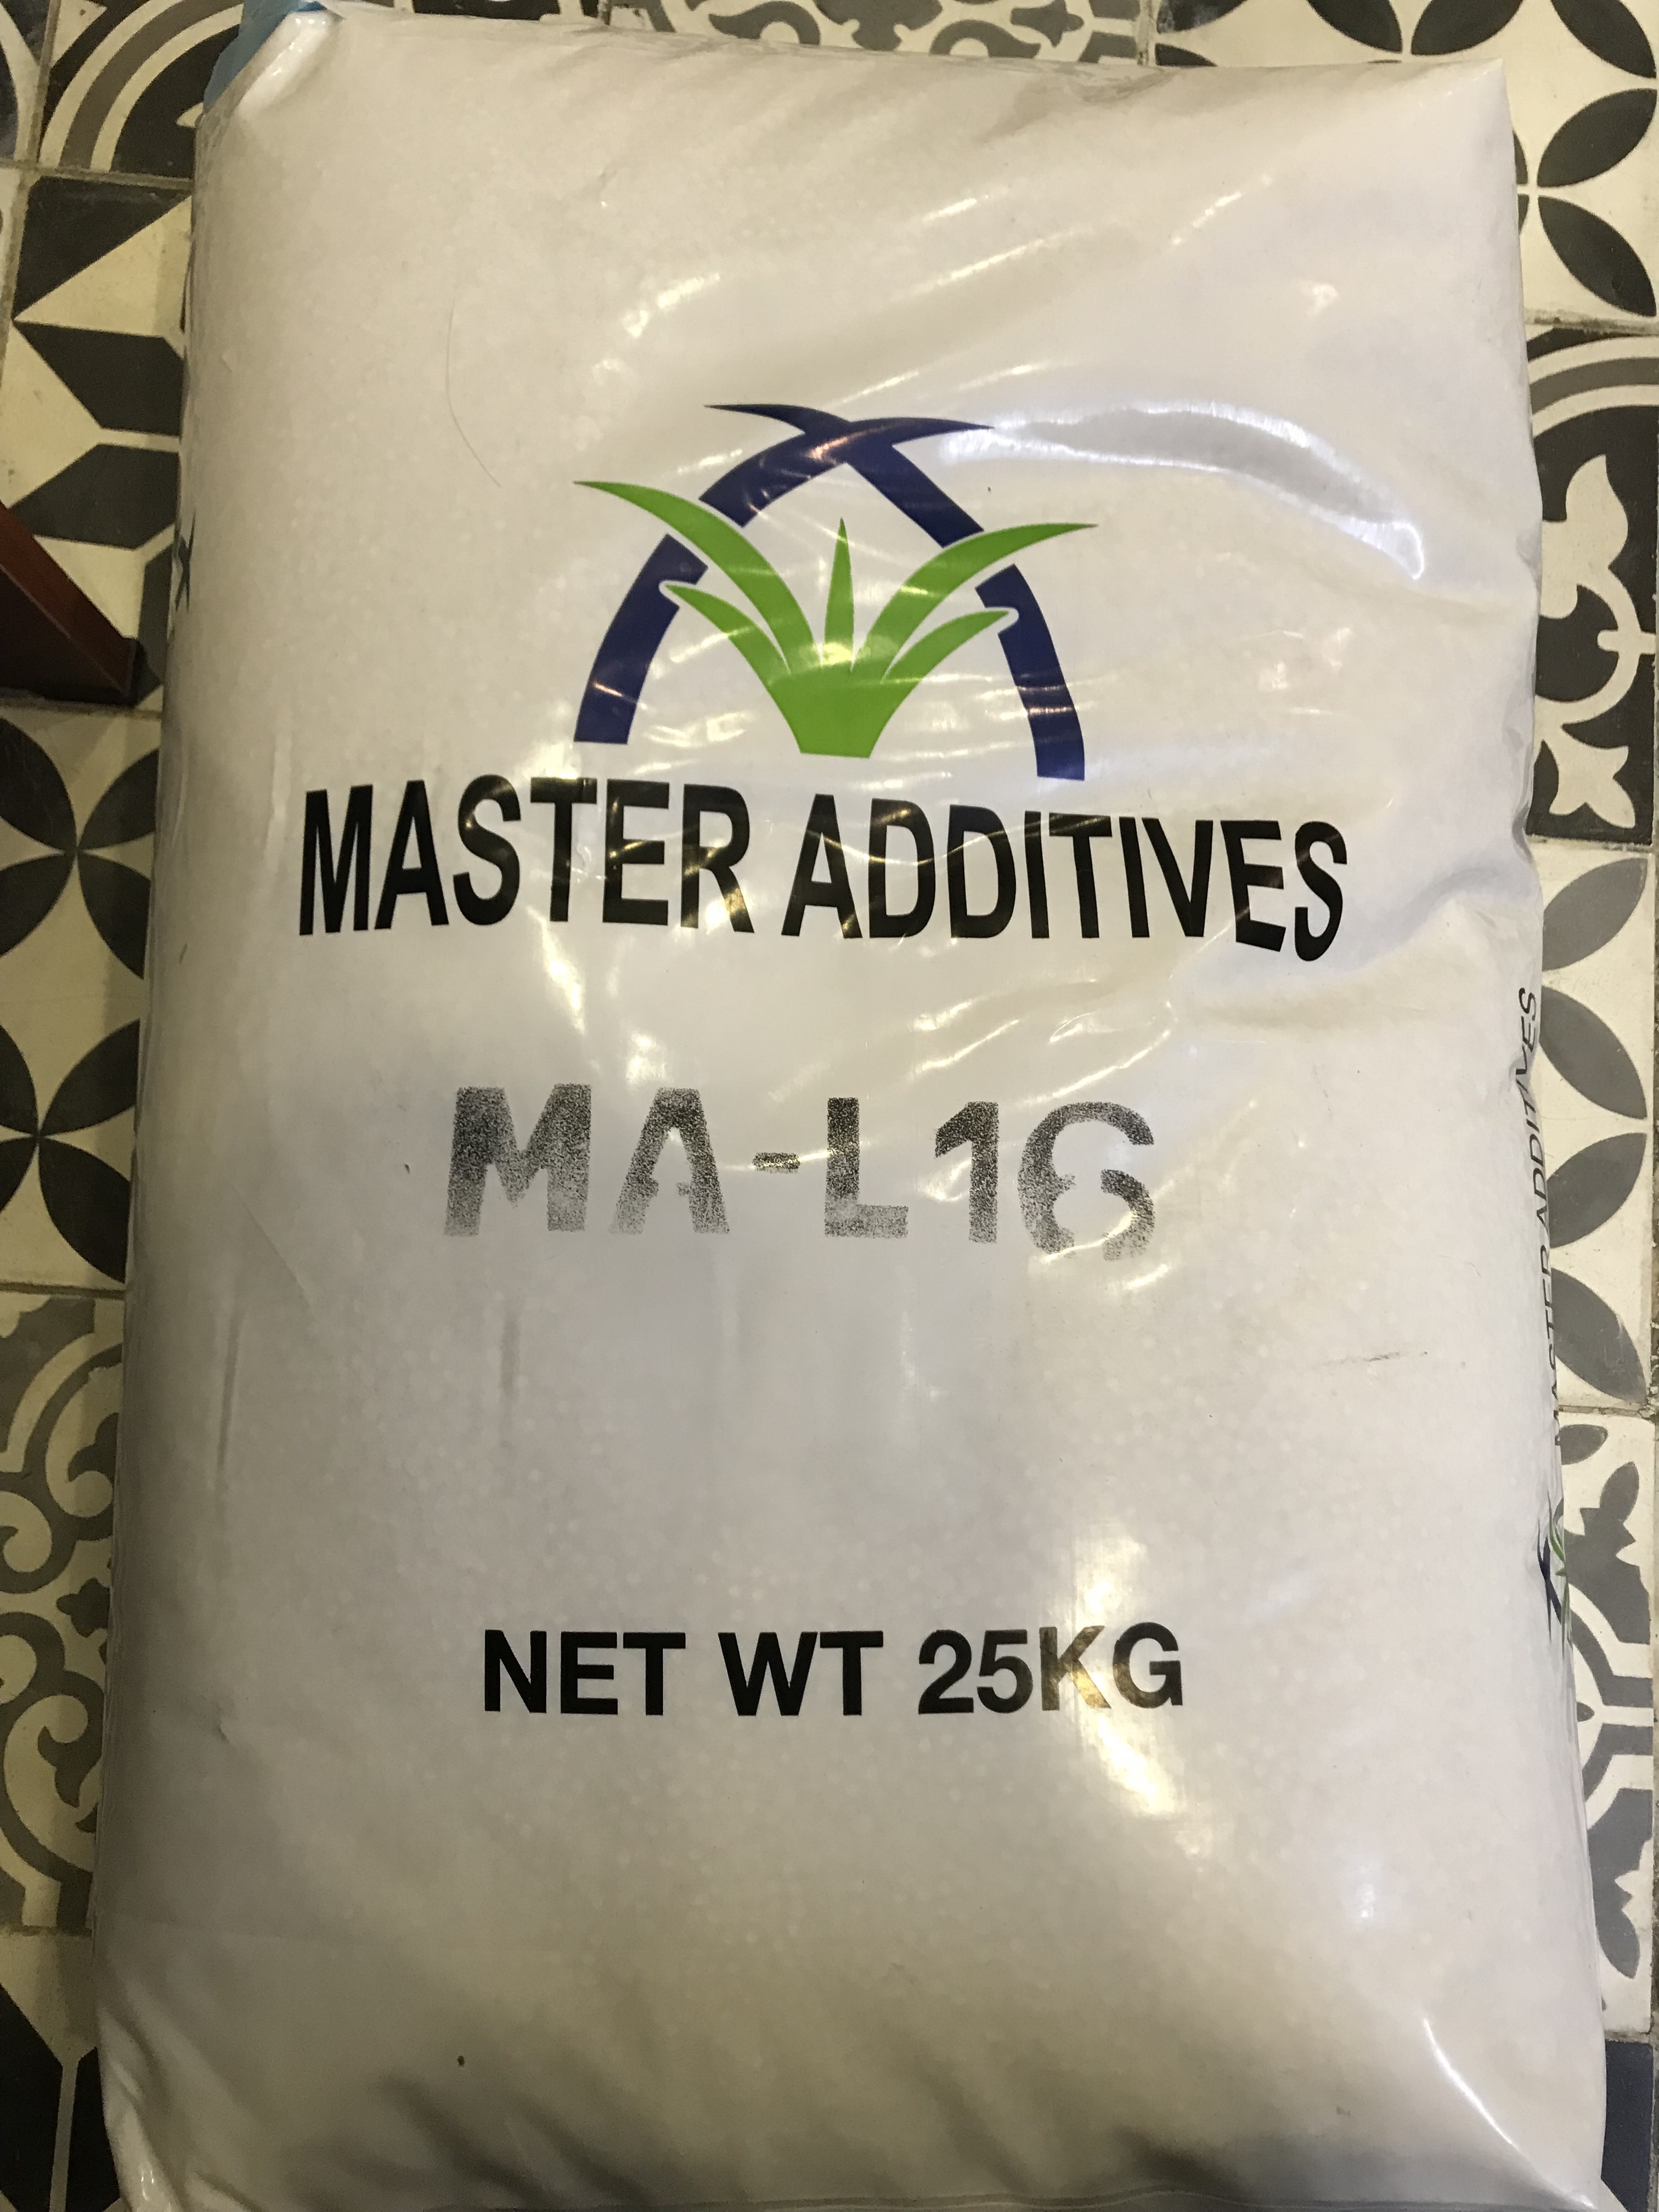 MASTER ADDITIVES
MA-L16
NET WT 25KG
MASTER ADDITIVES